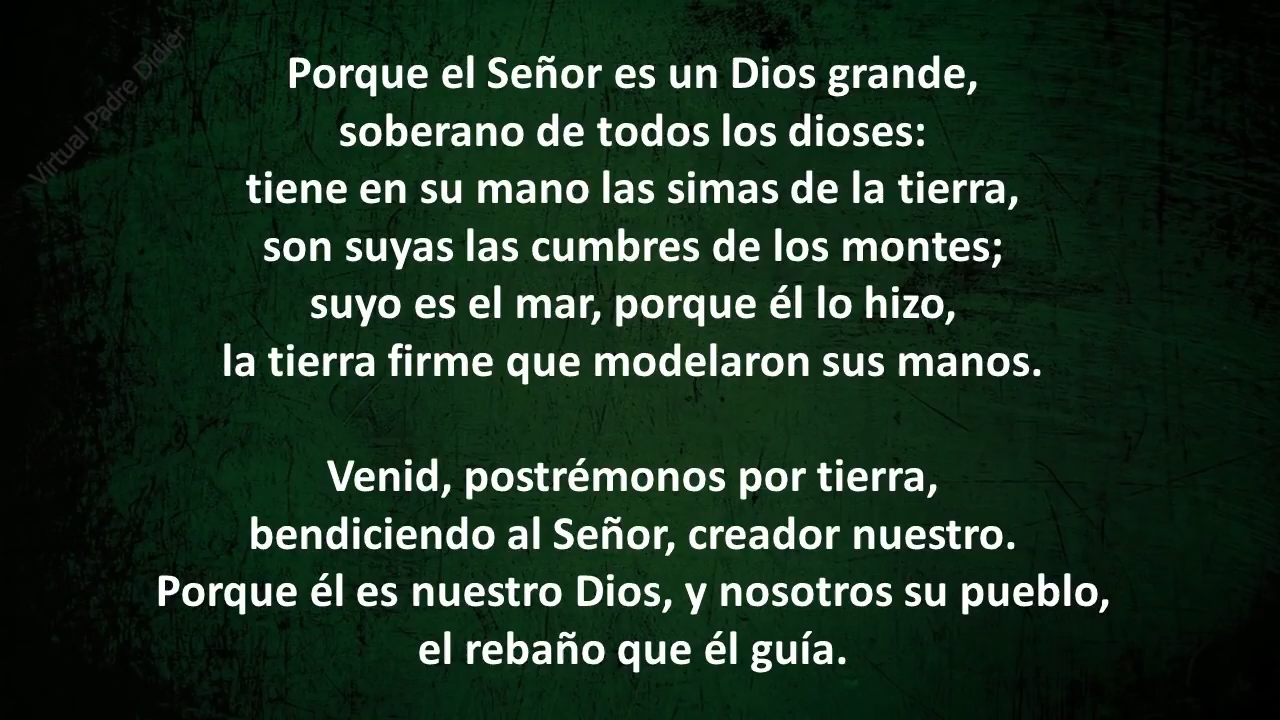 Virtual Padre Didier
Porque el Señor es un Dios grande,
soberano de todos los dioses:
tiene en su mano las simas de la tierra,
son suyas las cumbres de los montes;
suyo es el mar, porque él lo hizo,
la tierra firme que modelaron sus manos.
Venid, postrémonos por tierra,
bendiciendo al Señor, creador nuestro.
Porque él es nuestro Dios, y nosotros su pueblo,
el rebaño que él guía.